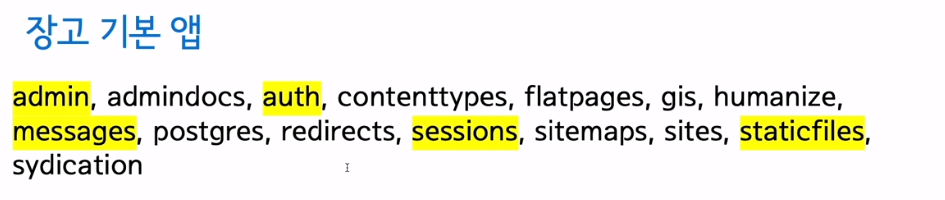 장고 기본 앱
admin, admindocs, auth, contenttypes, flatpages, gis, humanize,
messages, postgres, redirects, sessions, sitemaps, sites, staticfiles,
sydication